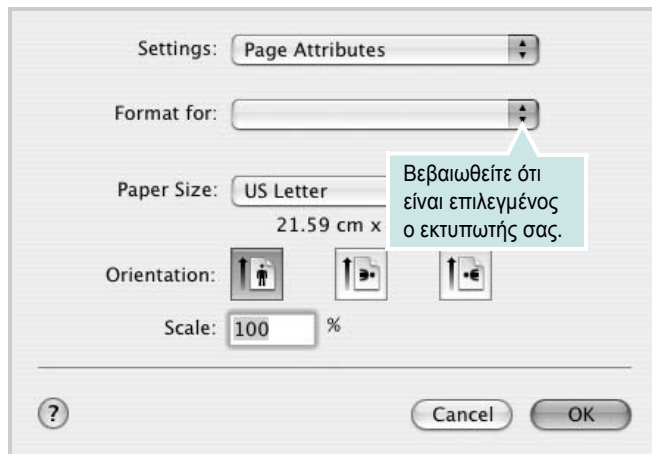 Settings: Page Attributes
Format for:
Βεβαιωθείτε ότι
είναι επιλεγμένος
ο εκτυπωτής σας.
Paper Size: US Letter
21.59 cm x
Orientation:
Scale: 100 %
? Cancel OK